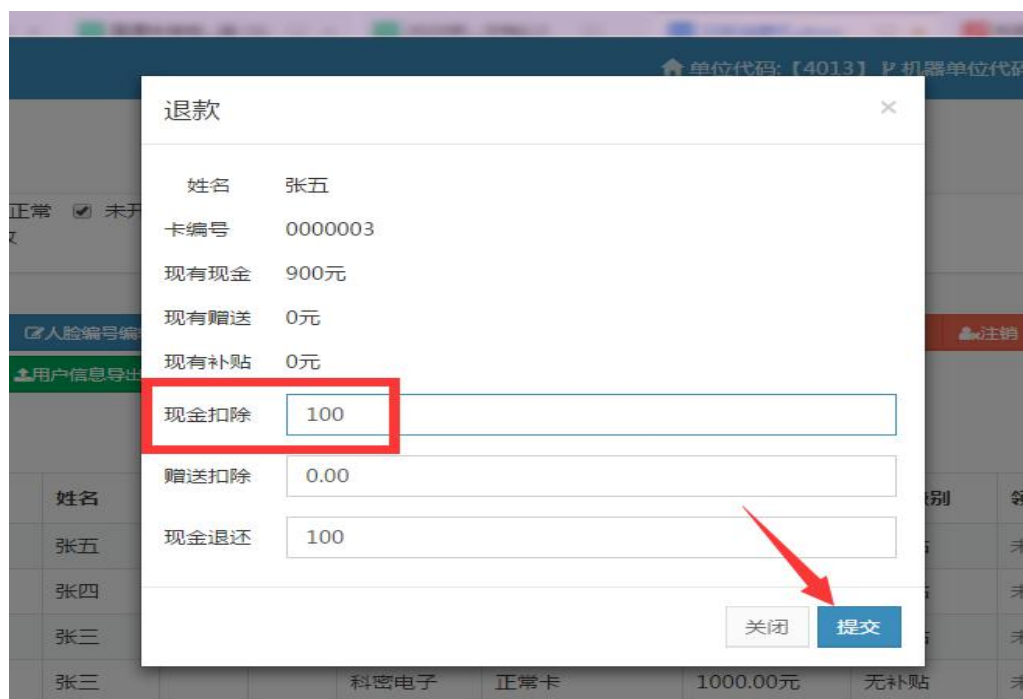 单位代码:【4013】 机器单位代码
退款 ×
姓名 张五
正常 未开
卡编号 0000003
现有现金 900元
现有赠送 0元
人脸编号编
注销
现有补贴 0元
用户信息导出
现金扣除 100
赠送扣除 0.00
姓名 级别
现金退还 100
张五
张四
关闭 提交
张三
张三 科密电子 正常卡 1000.00元 无补贴